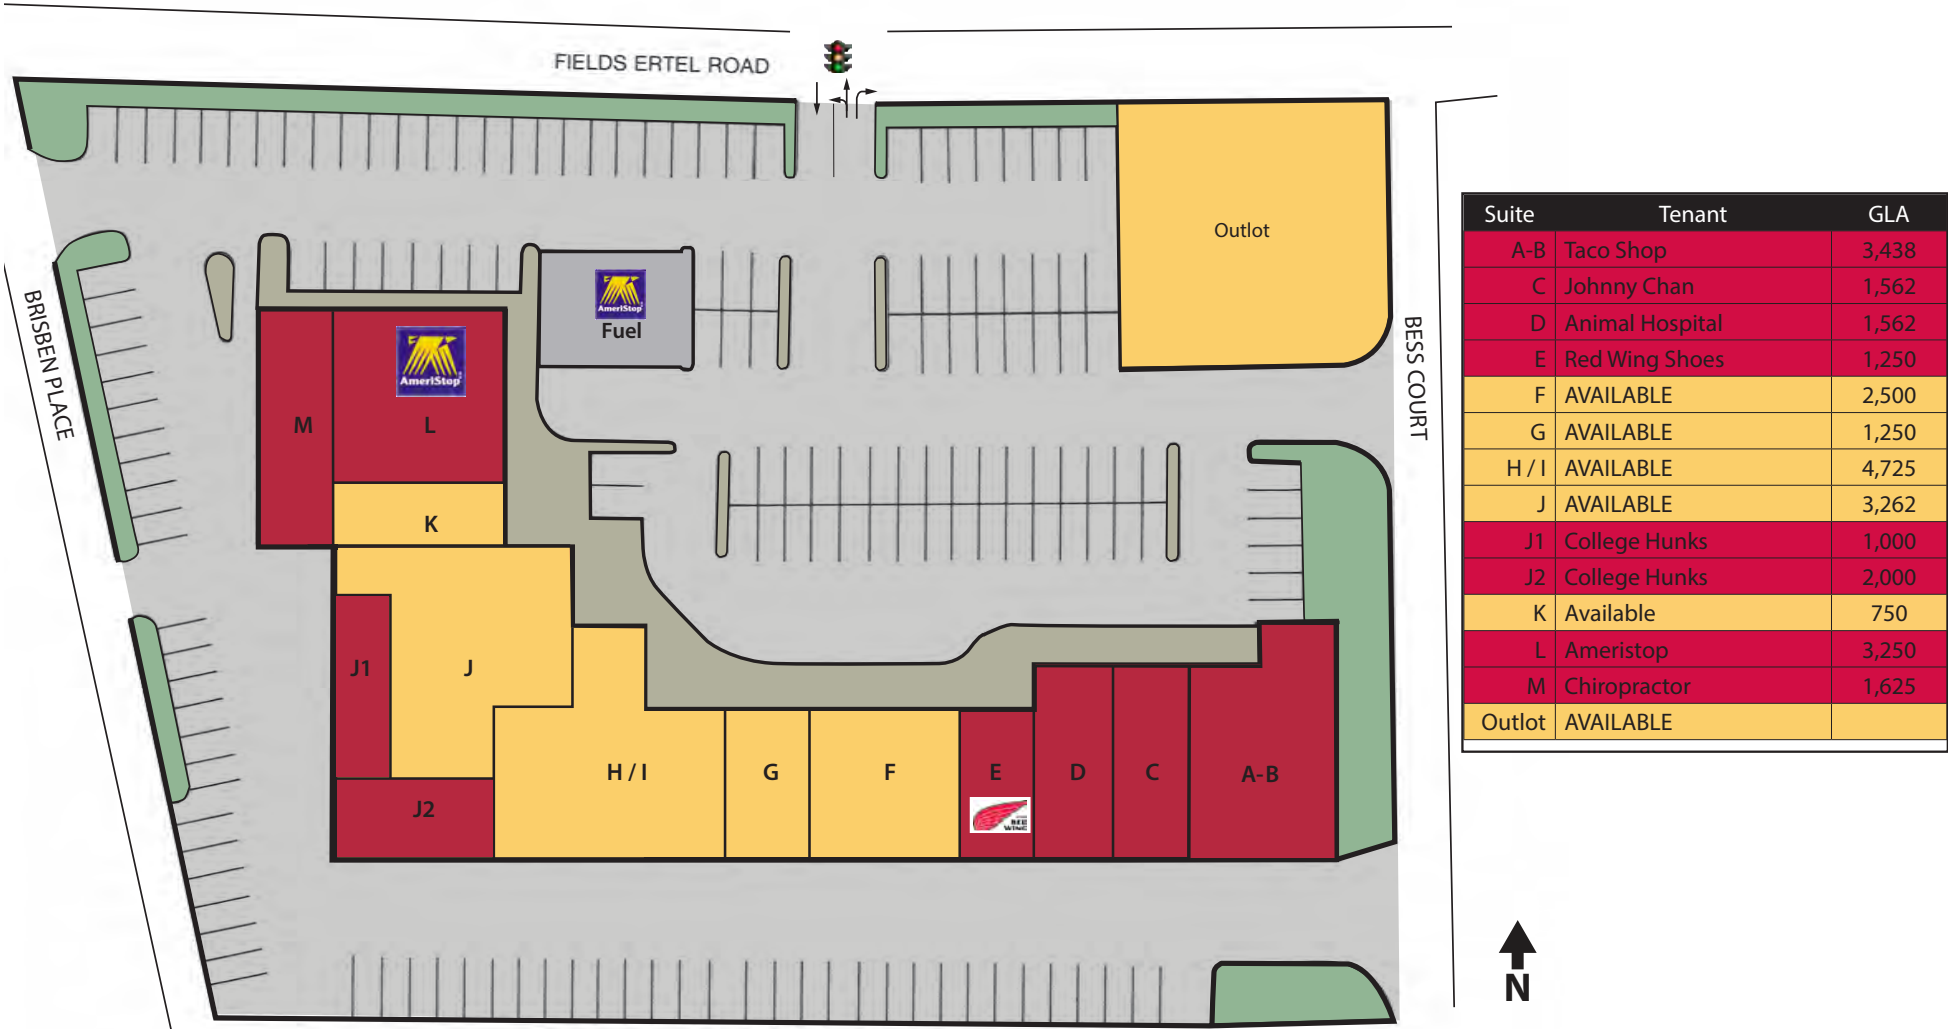 FIELDS ERTEL ROAD
Outlot
AmeriStop
Fuel
BRISBEN PLACE
BESS COURT
AmeriStop
M
L
K
J1
J
J2
H / I
G
F
E
D
C
A-B
RED
WING
Suite Tenant GLA
A-B Taco Shop 3,438
C Johnny Chan 1,562
D Animal Hospital 1,562
E Red Wing Shoes 1,250
F AVAILABLE 2,500
G AVAILABLE 1,250
H / I AVAILABLE 4,725
J AVAILABLE 3,262
J1 College Hunks 1,000
J2 College Hunks 2,000
K Available 750
L Ameristop 3,250
M Chiropractor 1,625
Outlot AVAILABLE
N